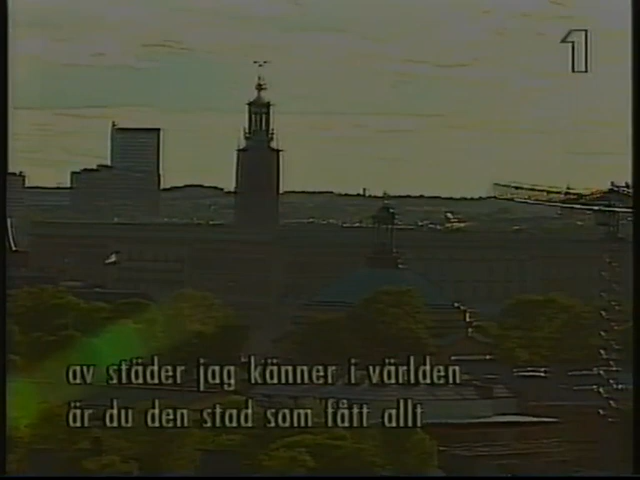 1
av städer jag känner i världen
är du den stad som fått allt